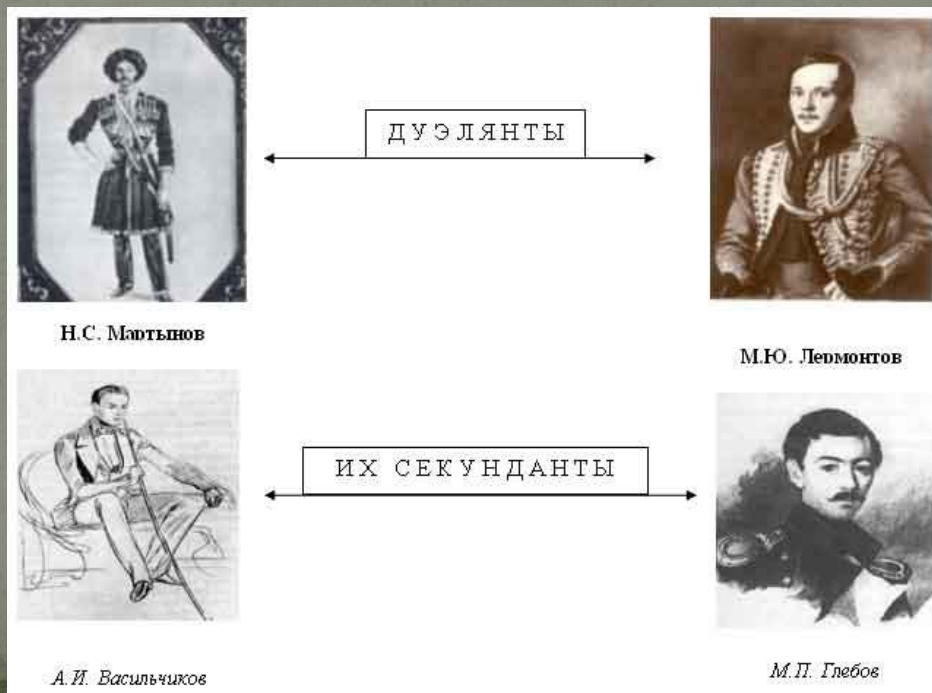 ДУЭЛЯНТЫ
Н.С. Мартынов
М.Ю. Лермонтов
ИХ СЕКУНДАНТЫ
А.И. Васильчиков
М.П. Глебов